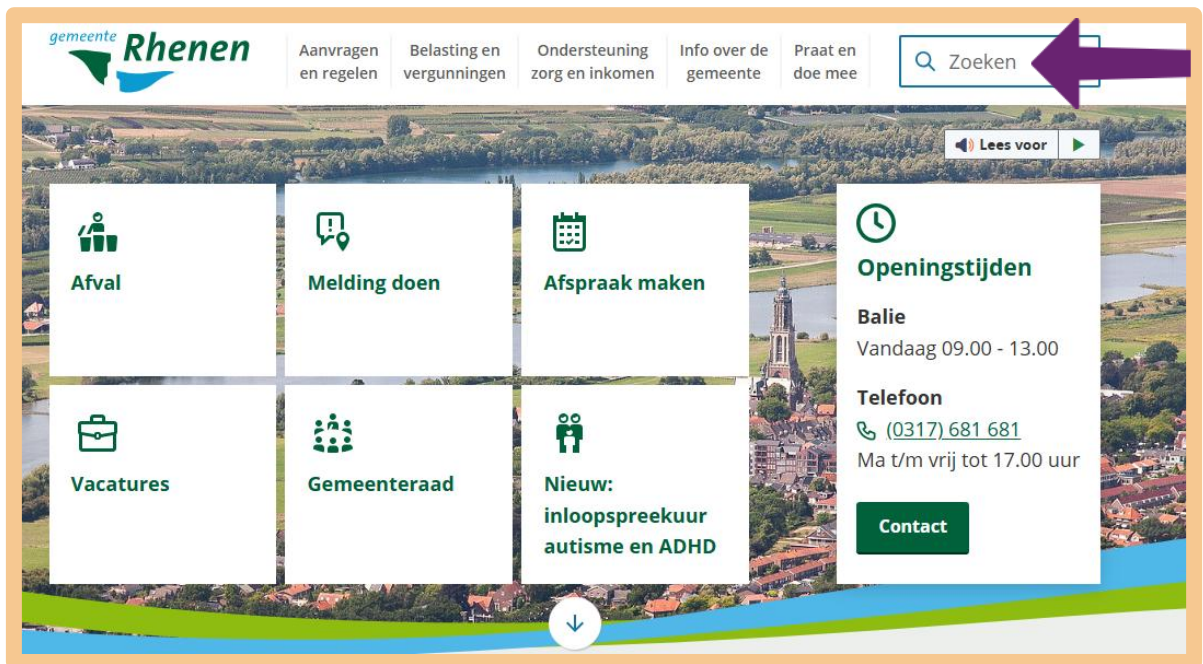 gemeente Rhenen
Aanvragen
en regelen
Belasting en
vergunningen
Ondersteuning
zorg en inkomen
Info over de
gemeente
Praat en
doe mee
Zoeken
Lees voor
Afval
Melding doen
Afspraak maken
Vacatures
Gemeenteraad
Nieuw:
inloopspreekuur
autisme en ADHD
Openingstijden
Balie
Vandaag 09.00 - 13.00
Telefoon
(0317) 681 681
Ma t/m vrij tot 17.00 uur
Contact